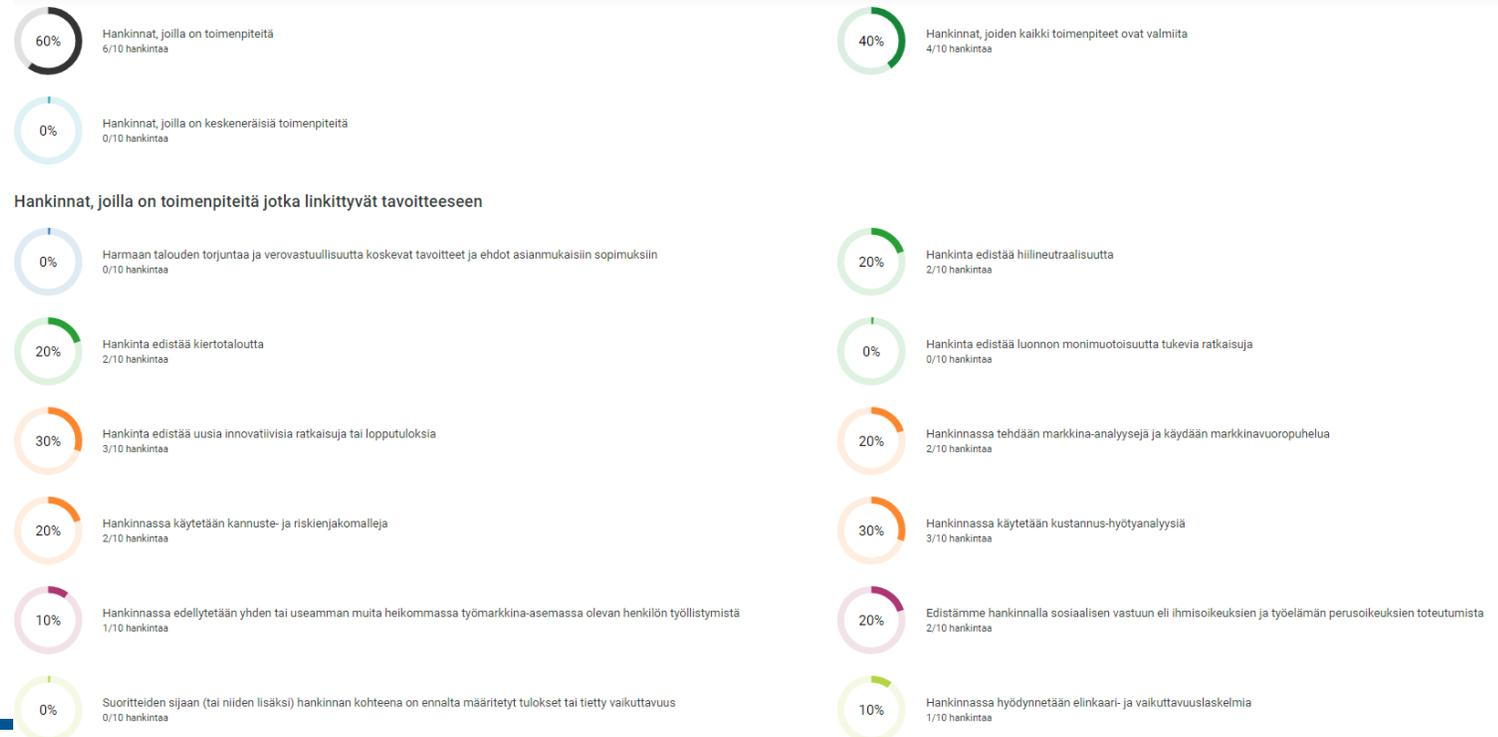 60%
Hankinnat, joilla on toimenpiteitä
6/10 hankintaa
40%
Hankinnat, joiden kaikki toimenpiteet ovat valmiita
4/10 hankintaa
0%
Hankinnat, joilla on keskeneräisiä toimenpiteitä
0/10 hankintaa
Hankinnat, joilla on toimenpiteitä jotka linkittyvät tavoitteeseen
0%
Harmaan talouden torjuntaa ja verovastuullisuutta koskevat tavoitteet ja ehdot asianmukaisiin sopimuksiin
0/10 hankintaa
20%
Hankinta edistää hiilineutraalisuutta
2/10 hankintaa
20%
Hankinta edistää kiertotaloutta
2/10 hankintaa
0%
Hankinta edistää luonnon monimuotoisuutta tukevia ratkaisuja
0/10 hankintaa
30%
Hankinta edistää uusia innovatiivisia ratkaisuja tai lopputuloksia
3/10 hankintaa
20%
Hankinnassa tehdään markkina-analyysejä ja käydään markkinavuoropuhelua
2/10 hankintaa
20%
Hankinnassa käytetään kannuste- ja riskienjakomalleja
2/10 hankintaa
30%
Hankinnassa käytetään kustannus-hyötyanalyysiä
3/10 hankintaa
10%
Hankinnassa edellytetään yhden tai useamman muita heikommassa työmarkkina-asemassa olevan henkilön työllistymistä
1/10 hankintaa
20%
Edistämme hankinnalla sosiaalisen vastuun eli ihmisoikeuksien ja työelämän perusoikeuksien toteutumista
2/10 hankintaa
0%
Suoritteiden sijaan (tai niiden lisäksi) hankinnan kohteena on ennalta määritetyt tulokset tai tietty vaikuttavuus
0/10 hankintaa
10%
Hankinnassa hyödynnetään elinkaari- ja vaikuttavuuslaskelmia
1/10 hankintaa